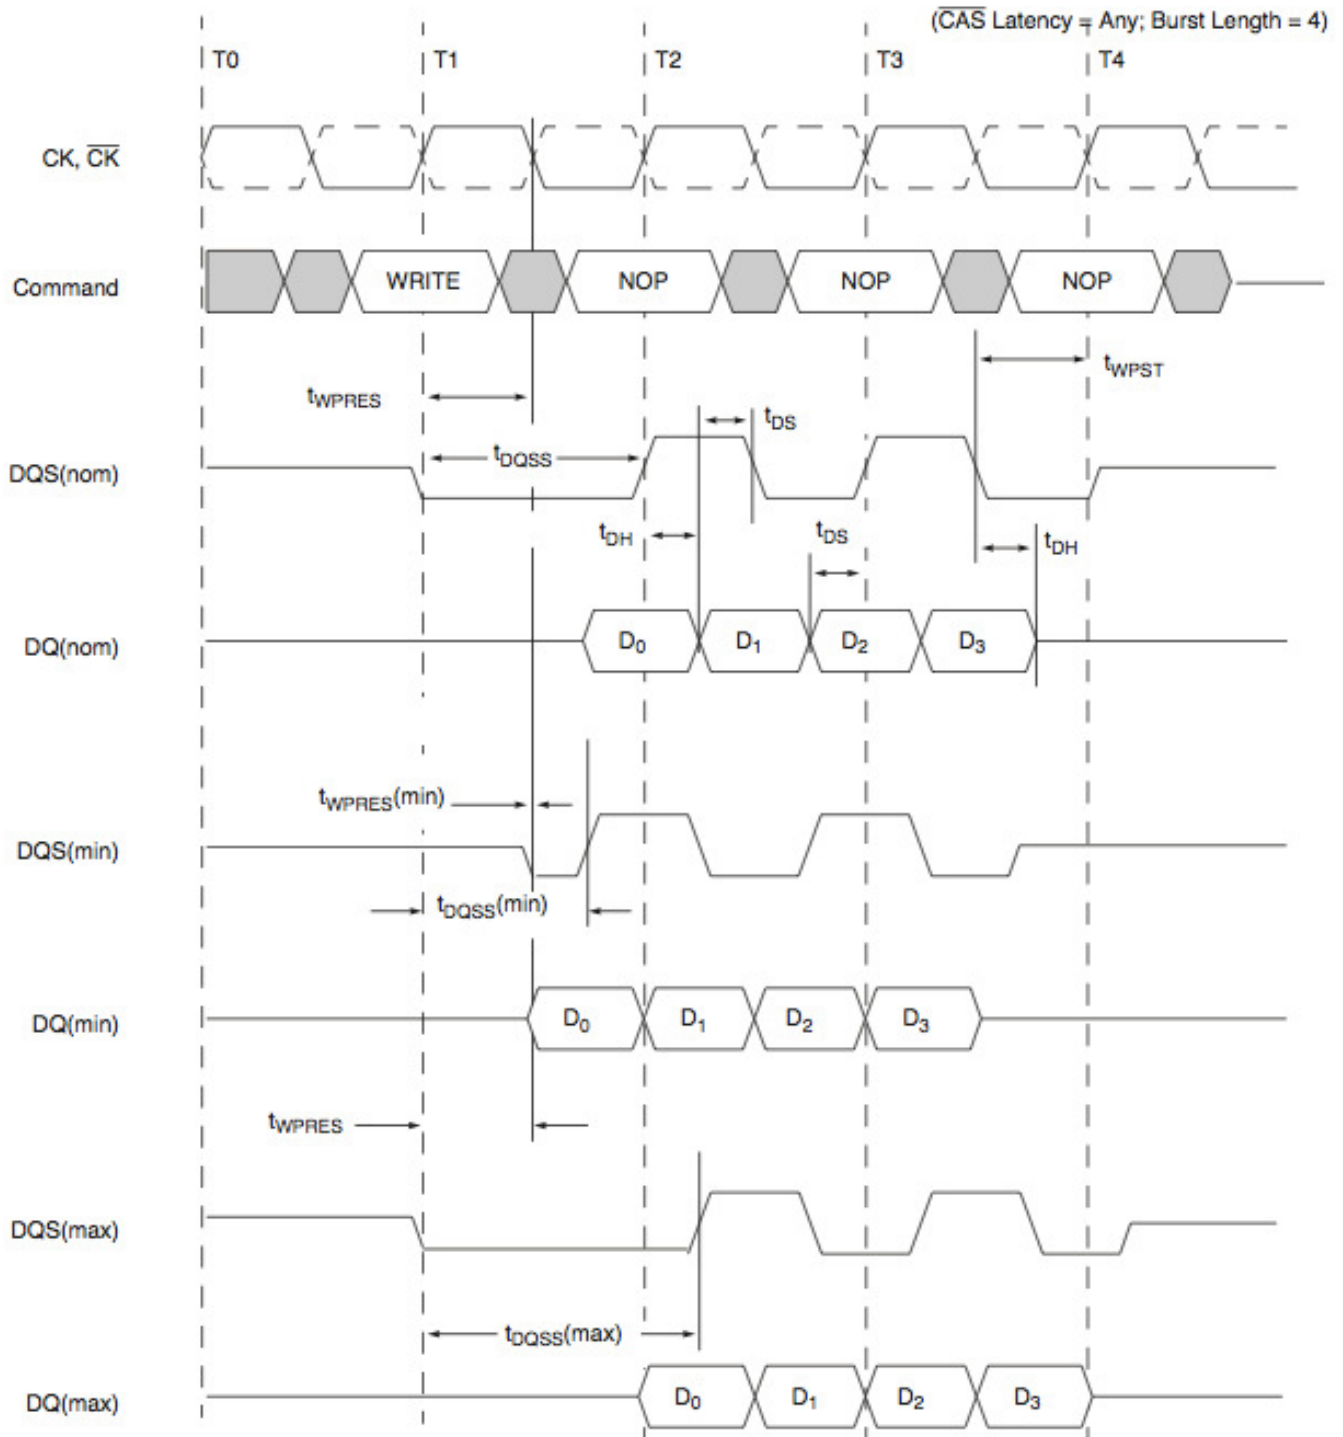 (C̅A̅S̅ Latency = Any; Burst Length = 4)
T0 T1 T2 T3 T4
CK, C̅K̅
Command WRITE NOP NOP NOP
tWPST
tWPRES
tDS
DQS(nom) tDQSS
tDH tDS tDH
DQ(nom) D0 D1 D2 D3
tWPRES(min)
DQS(min)
tDQSS(min)
DQ(min) D0 D1 D2 D3
tWPRES
DQS(max)
tDQSS(max)
DQ(max) D0 D1 D2 D3